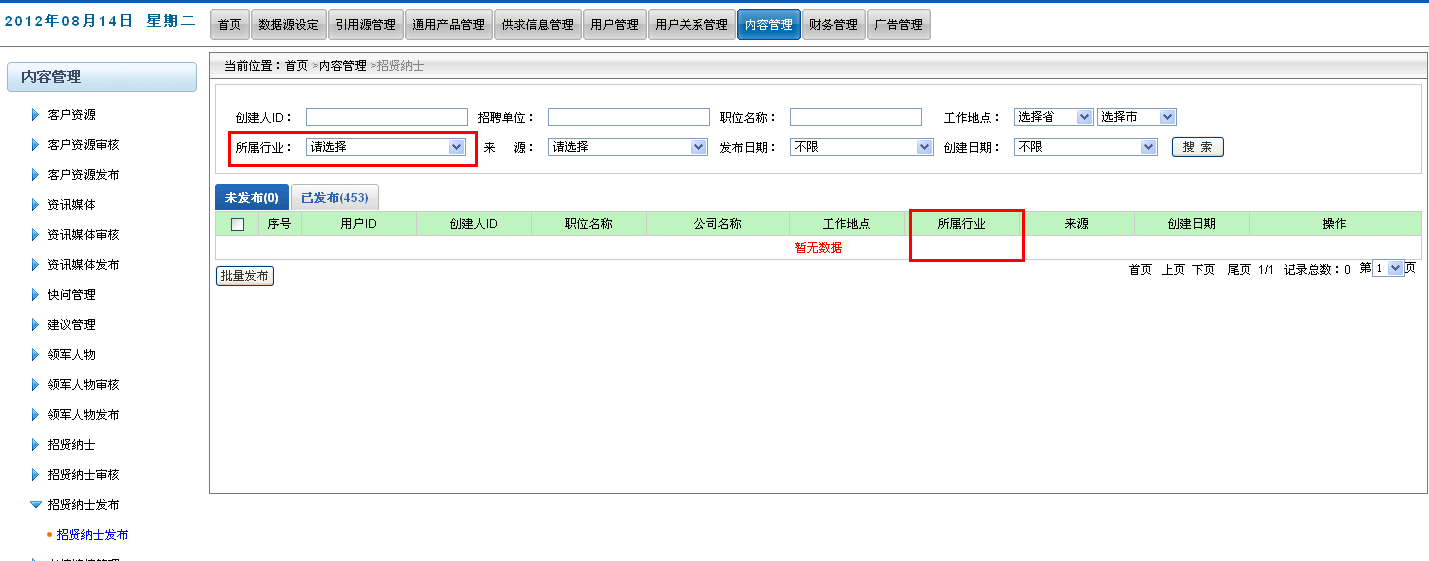 2012年08月14日 星期二 首页 数据源设定 引用源管理 通用产品管理 供求信息管理 用户管理 用户关系管理 内容管理 财务管理 广告管理
内容管理
客户资源
客户资源审核
客户资源发布
资讯媒体
资讯媒体审核
资讯媒体发布
快问管理
建议管理
领军人物
领军人物审核
领军人物发布
招贤纳士
招贤纳士审核
招贤纳士发布
招贤纳士发布
当前位置：首页 >内容管理 >招贤纳士
创建人ID： 招聘单位： 职位名称： 工作地点： 选择省 选择市
所属行业： 请选择 来 源： 请选择 发布日期： 不限 创建日期： 不限 搜 索
未发布(0) 已发布(453)
序号 用户ID 创建人ID 职位名称 公司名称 工作地点 所属行业 来源 创建日期 操作
暂无数据
批量发布 首页 上页 下页 尾页 1/1 记录总数：0 第 1 页